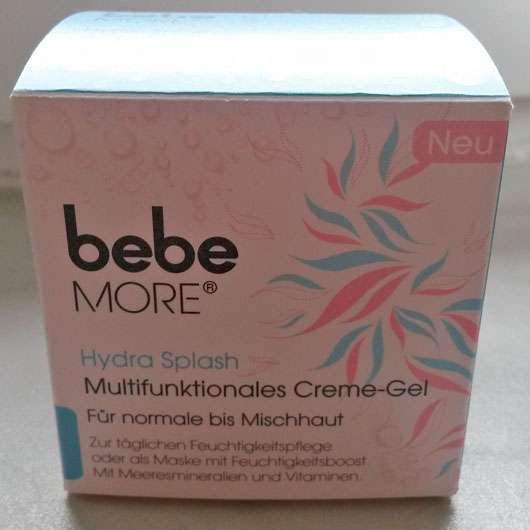 Neu
bebe
MORE®
Hydra Splash
Multifunktionales Creme-Gel
Für normale bis Mischhaut
Zur täglichen Feuchtigkeitspflege
oder als Maske mit Feuchtigkeitsboost.
Mit Meeresmineralien und Vitaminen.